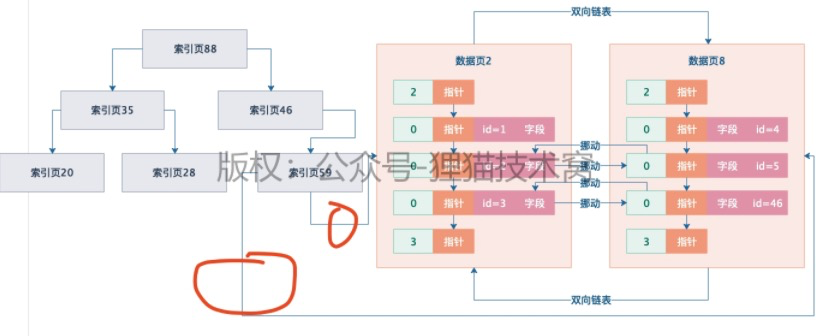 双向链表
索引页88
数据页2
数据页8
2 指针
2 指针
索引页35
索引页46
0 指针 id=1 字段
0 指针 字段 id=4
挪动
索引页20
索引页28
索引页59
0 指针
挪动
0 指针 字段 id=5
版权：公众号 狸猫技术窝
挪动
0 指针 id=3 字段
挪动
0 指针 字段 id=46
3 指针
3 指针
双向链表